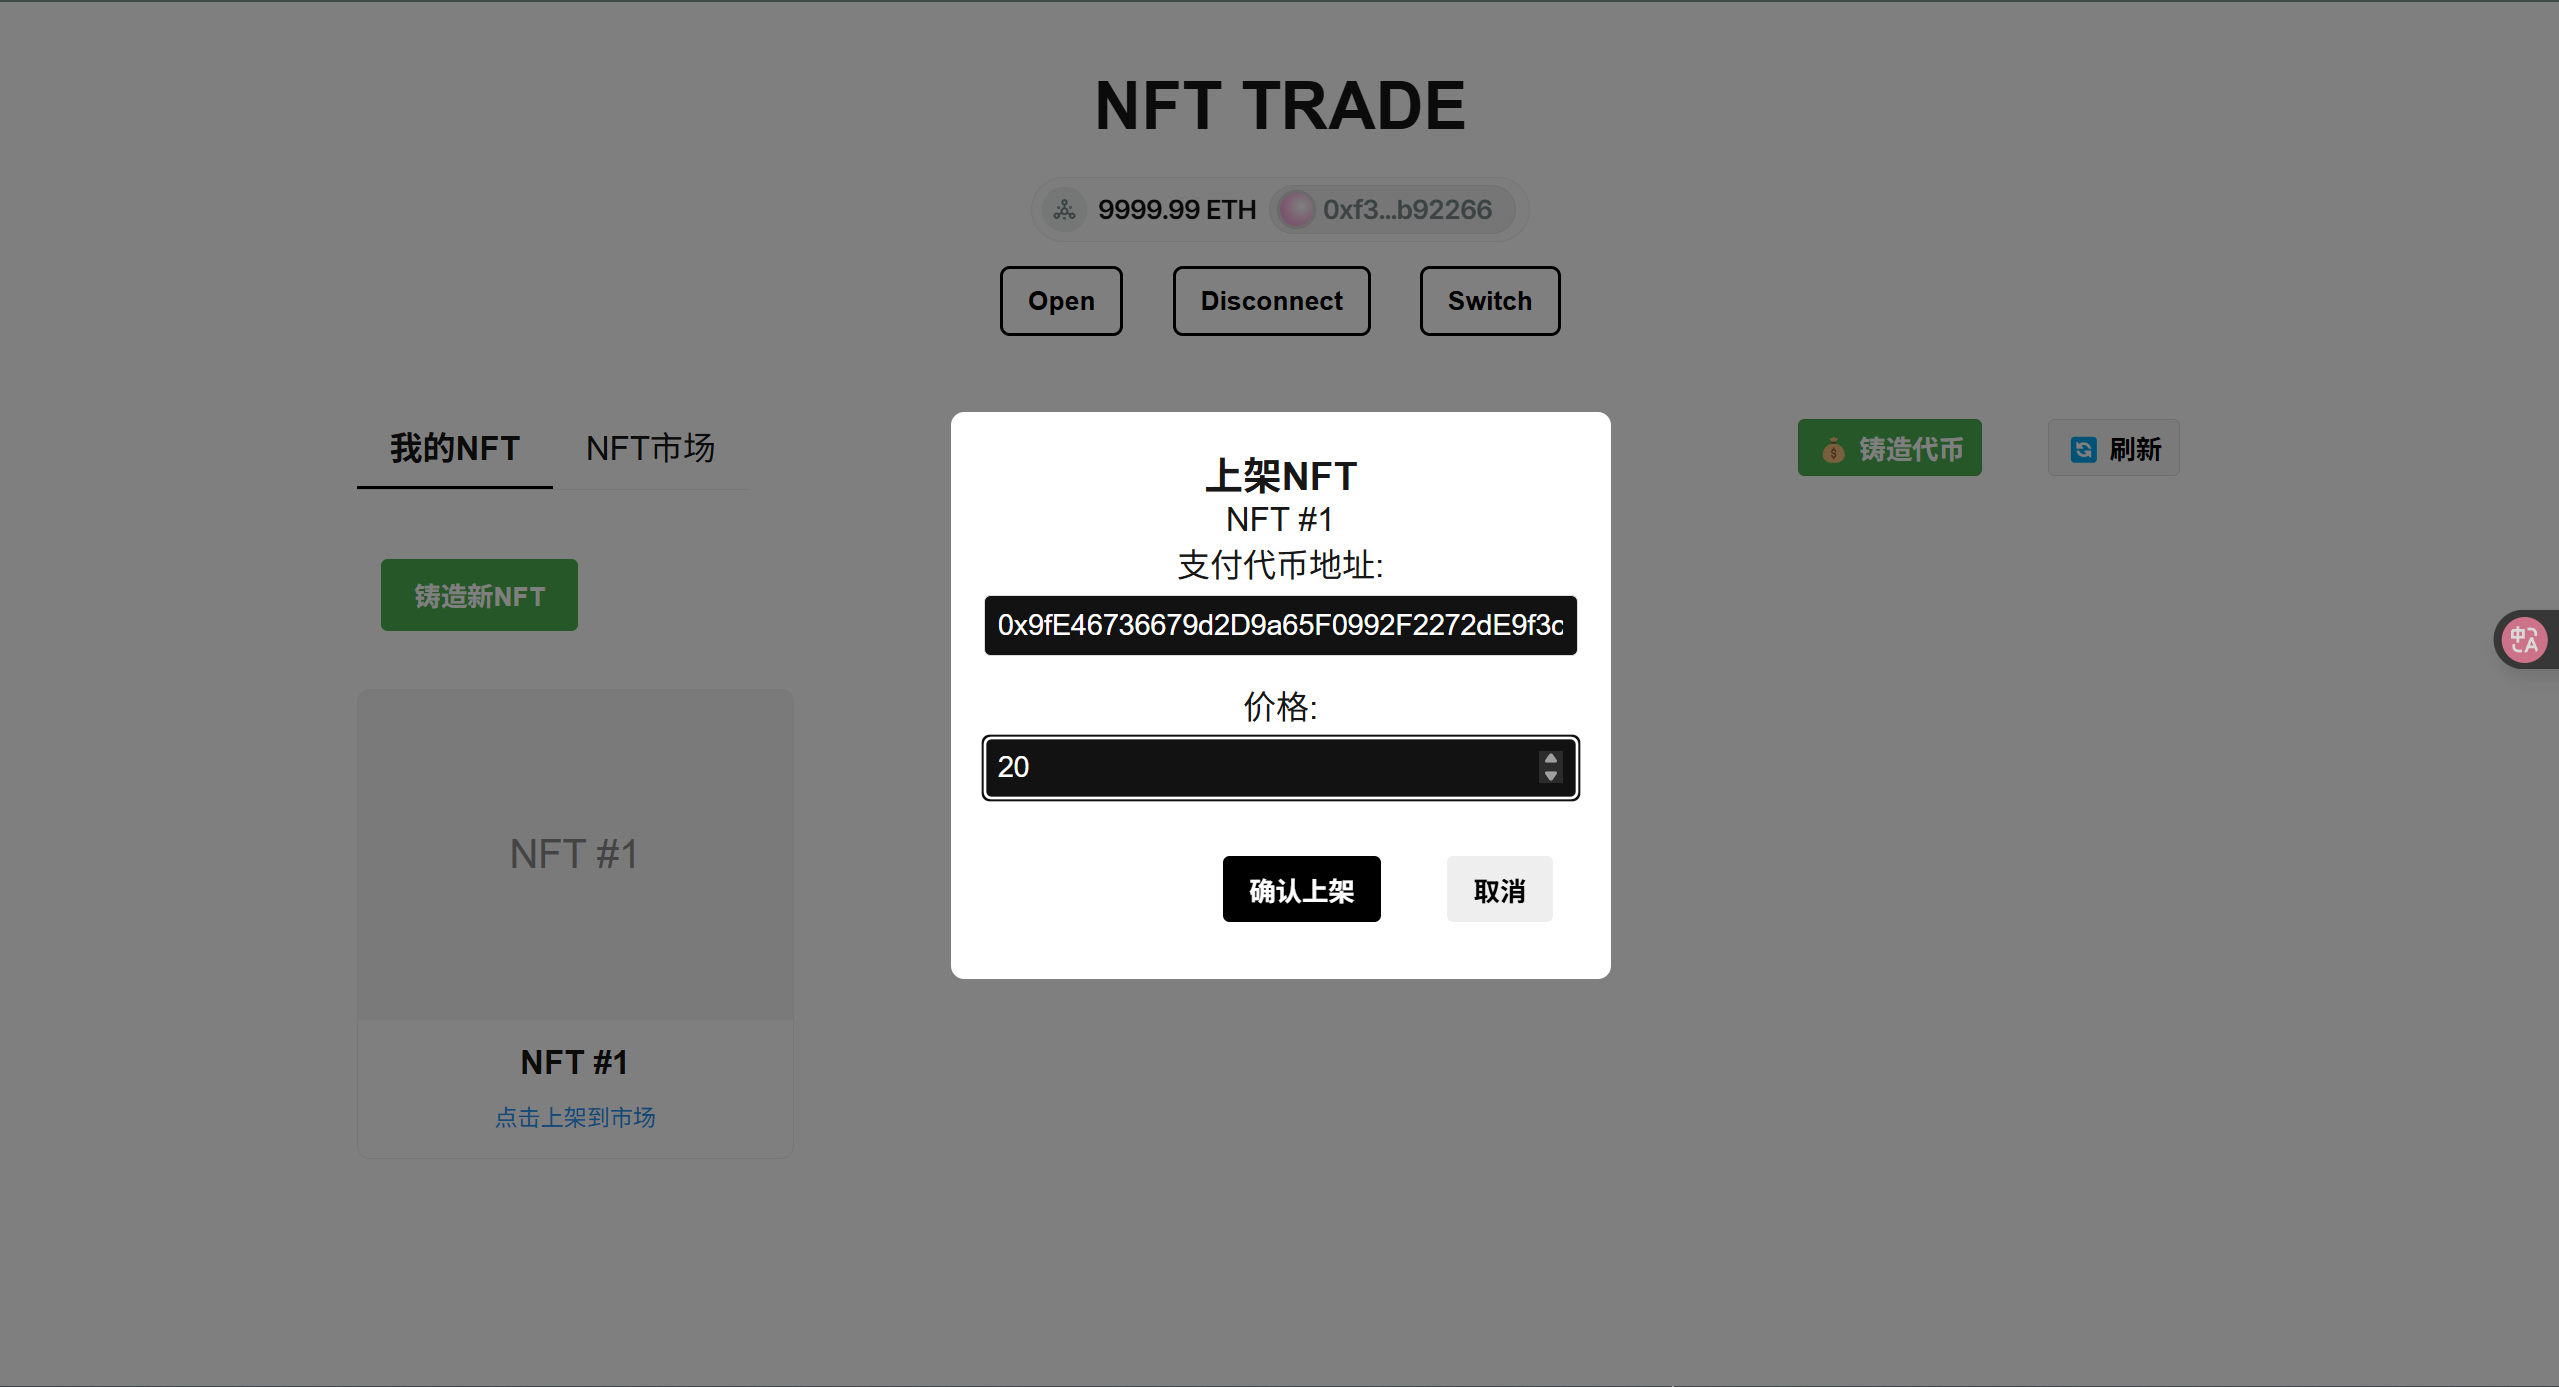 NFT TRADE
9999.99 ETH 0xf3...b92266
Open Disconnect Switch
我的NFT NFT市场 铸造代币 刷新
铸造新NFT
NFT #1
NFT #1
点击上架到市场
上架NFT
NFT #1
支付代币地址:
0x9fE46736679d2D9a65F0992F2272dE9f3c
价格:
20
确认上架 取消